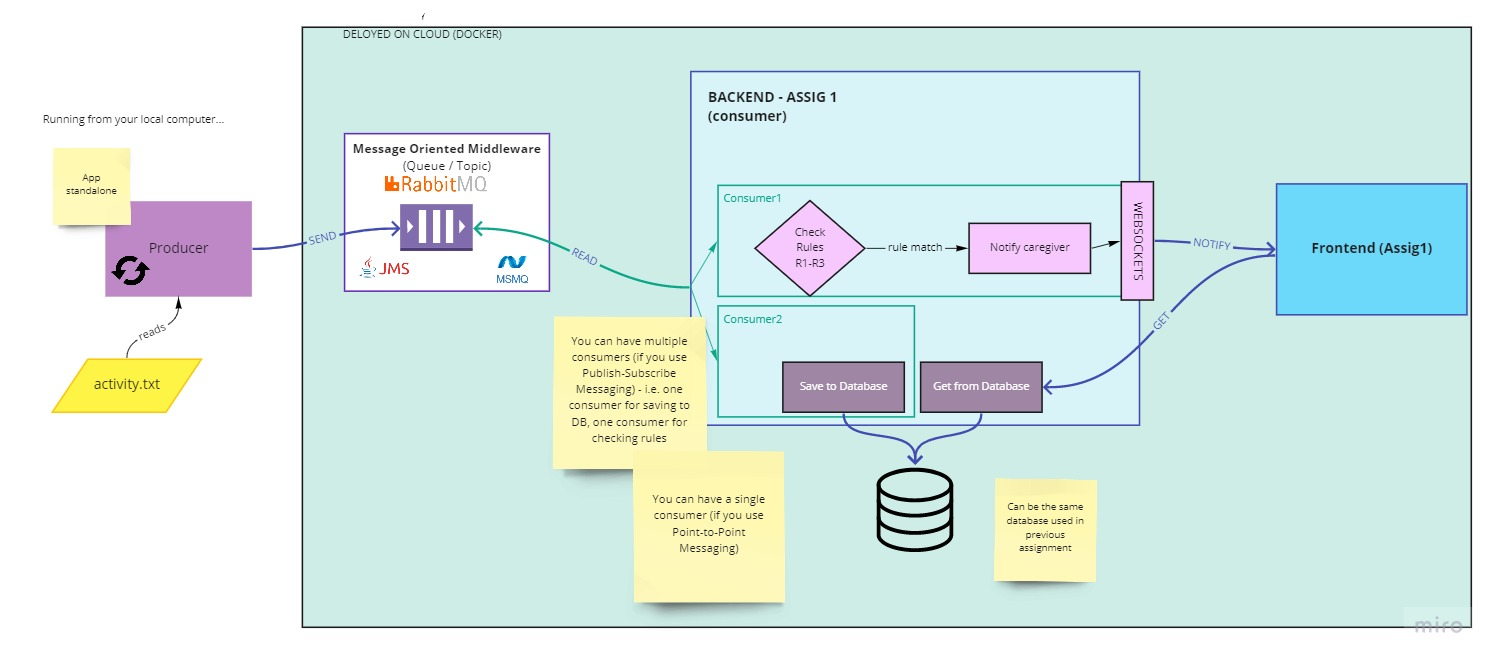 DELOYED ON CLOUD (DOCKER)
Running from your local computer...
App
standalone
Producer
reads
activity.txt
SEND
Message Oriented Middleware
(Queue / Topic)
RabbitMQ
JMS
MSMQ
READ
BACKEND - ASSIG 1
(consumer)
Consumer1
Check
Rules
R1-R3
rule match
Notify caregiver
WEBSOCKETS
NOTIFY
Frontend (Assig1)
GET
Consumer2
Save to Database
Get from Database
You can have multiple
consumers (if you use
Publish-Subscribe
Messaging) - i.e. one
consumer for saving to
DB, one consumer for
checking rules
You can have a single
consumer (if you use
Point-to-Point
Messaging)
Can be the same
database used in
previous
assignment
miro